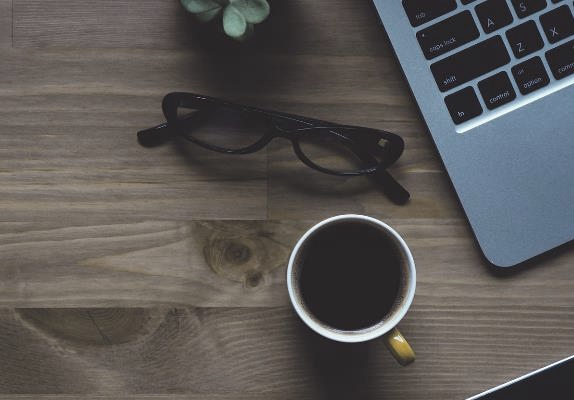 tab
A
S
caps lock
Z
X
shift
fn
control
alt
option